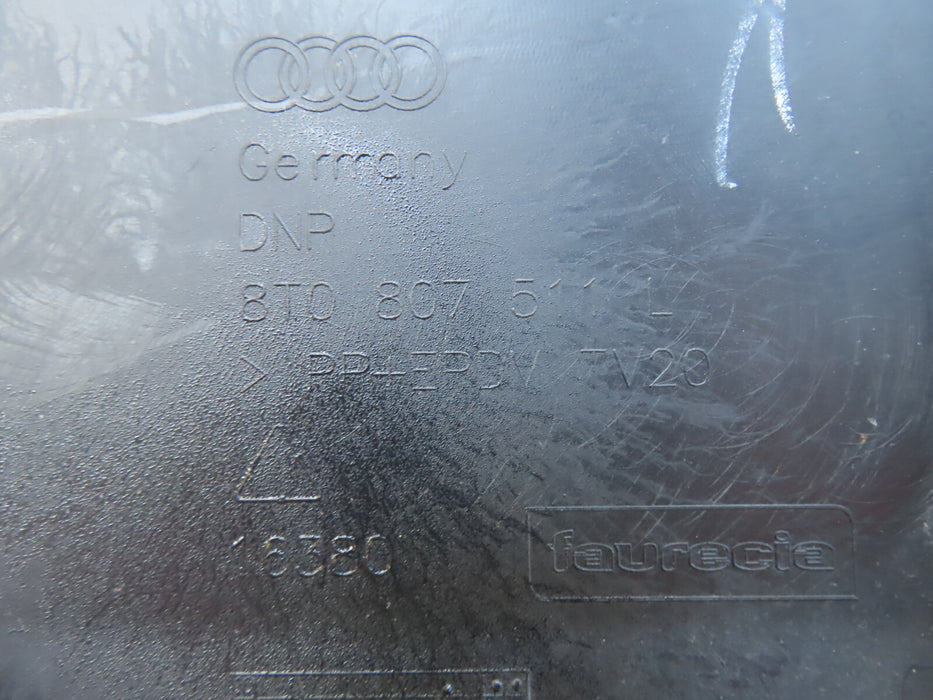 Germany
DNP
8T0 807 511 L
> PP+EPDM TV20
16380
faurecia